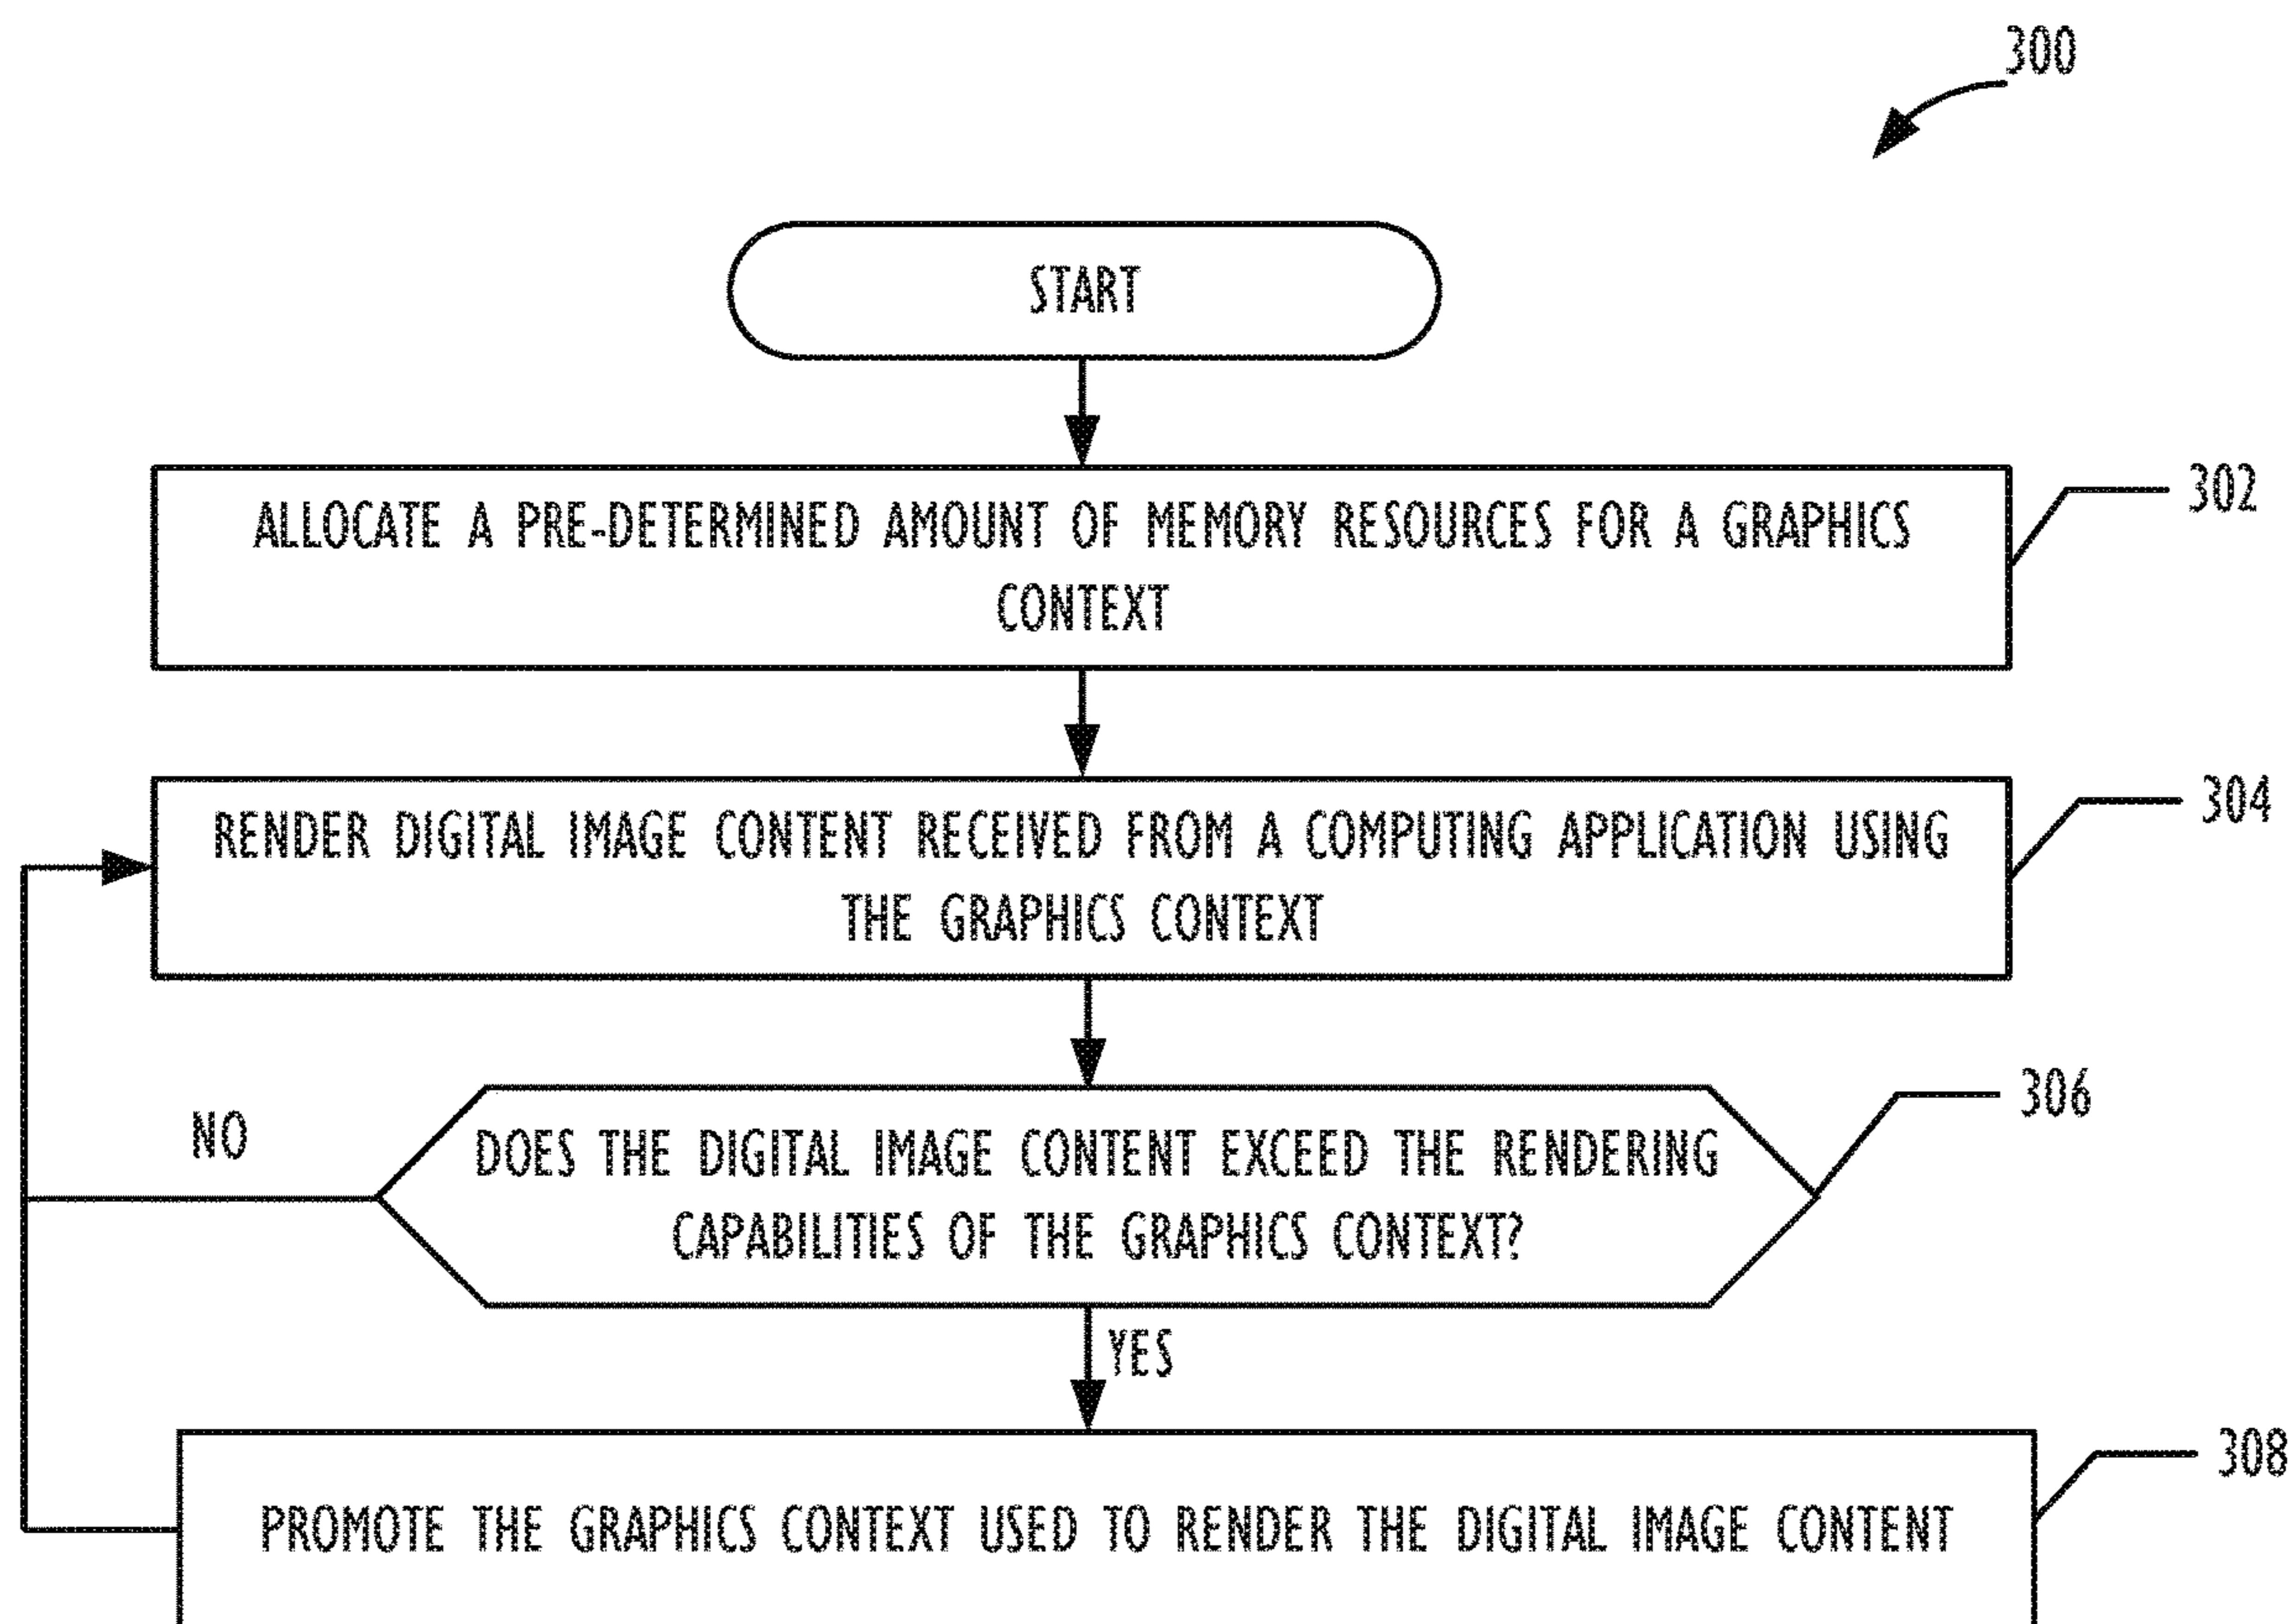 300
START
ALLOCATE A PRE-DETERMINED AMOUNT OF MEMORY RESOURCES FOR A GRAPHICS
CONTEXT
302
RENDER DIGITAL IMAGE CONTENT RECEIVED FROM A COMPUTING APPLICATION USING
THE GRAPHICS CONTEXT
304
DOES THE DIGITAL IMAGE CONTENT EXCEED THE RENDERING
CAPABILITIES OF THE GRAPHICS CONTEXT?
306
NO
YES
PROMOTE THE GRAPHICS CONTEXT USED TO RENDER THE DIGITAL IMAGE CONTENT
308